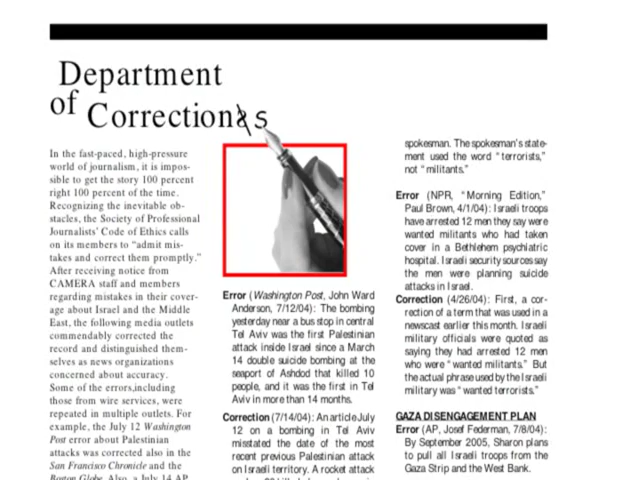 Department
of Corrections
In the fast-paced, high-pressure
world of journalism, it is impos-
sible to get the story 100 percent
right 100 percent of the time.
Recognizing the inevitable ob-
stacles, the Society of Professional
Journalists' Code of Ethics calls
on its members to "admit mis-
takes and correct them promptly."
After receiving notice from
CAMERA staff and members
regarding mistakes in their cover-
age about Israel and the Middle
East, the following media outlets
commendably corrected the
record and distinguished them-
selves as news organizations
concerned about accuracy.
Some of the errors,including
those from wire services, were
repeated in multiple outlets. For
example, the July 12 Washington
Post error about Palestinian
attacks was corrected also in the
San Francisco Chronicle and the
Boston Globe. Also, a July 14 AP
Error (Washington Post, John Ward
Anderson, 7/12/04): The bombing
yesterday near a bus stop in central
Tel Aviv was the first Palestinian
attack inside Israel since a March
14 double suicide bombing at the
seaport of Ashdod that killed 10
people, and it was the first in Tel
Aviv in more than 14 months.
Correction (7/14/04): An article July
12 on a bombing in Tel Aviv
misstated the date of the most
recent previous Palestinian attack
on Israeli territory. A rocket attack
spokesman. The spokesman's state-
ment used the word "terrorists,"
not "militants."
Error (NPR, "Morning Edition,"
Paul Brown, 4/1/04): Israeli troops
have arrested 12 men they say were
wanted militants who had taken
cover in a Bethlehem psychiatric
hospital. Israeli security sources say
the men were planning suicide
attacks in Israel.
Correction (4/26/04): First, a cor-
rection of a term that was used in a
newscast earlier this month. Israeli
military officials were quoted as
saying they had arrested 12 men
who were "wanted militants." But
the actual phrase used by the Israeli
military was "wanted terrorists."
GAZA DISENGAGEMENT PLAN
Error (AP, Josef Federman, 7/8/04):
By September 2005, Sharon plans
to pull all Israeli troops from the
Gaza Strip and the West Bank.